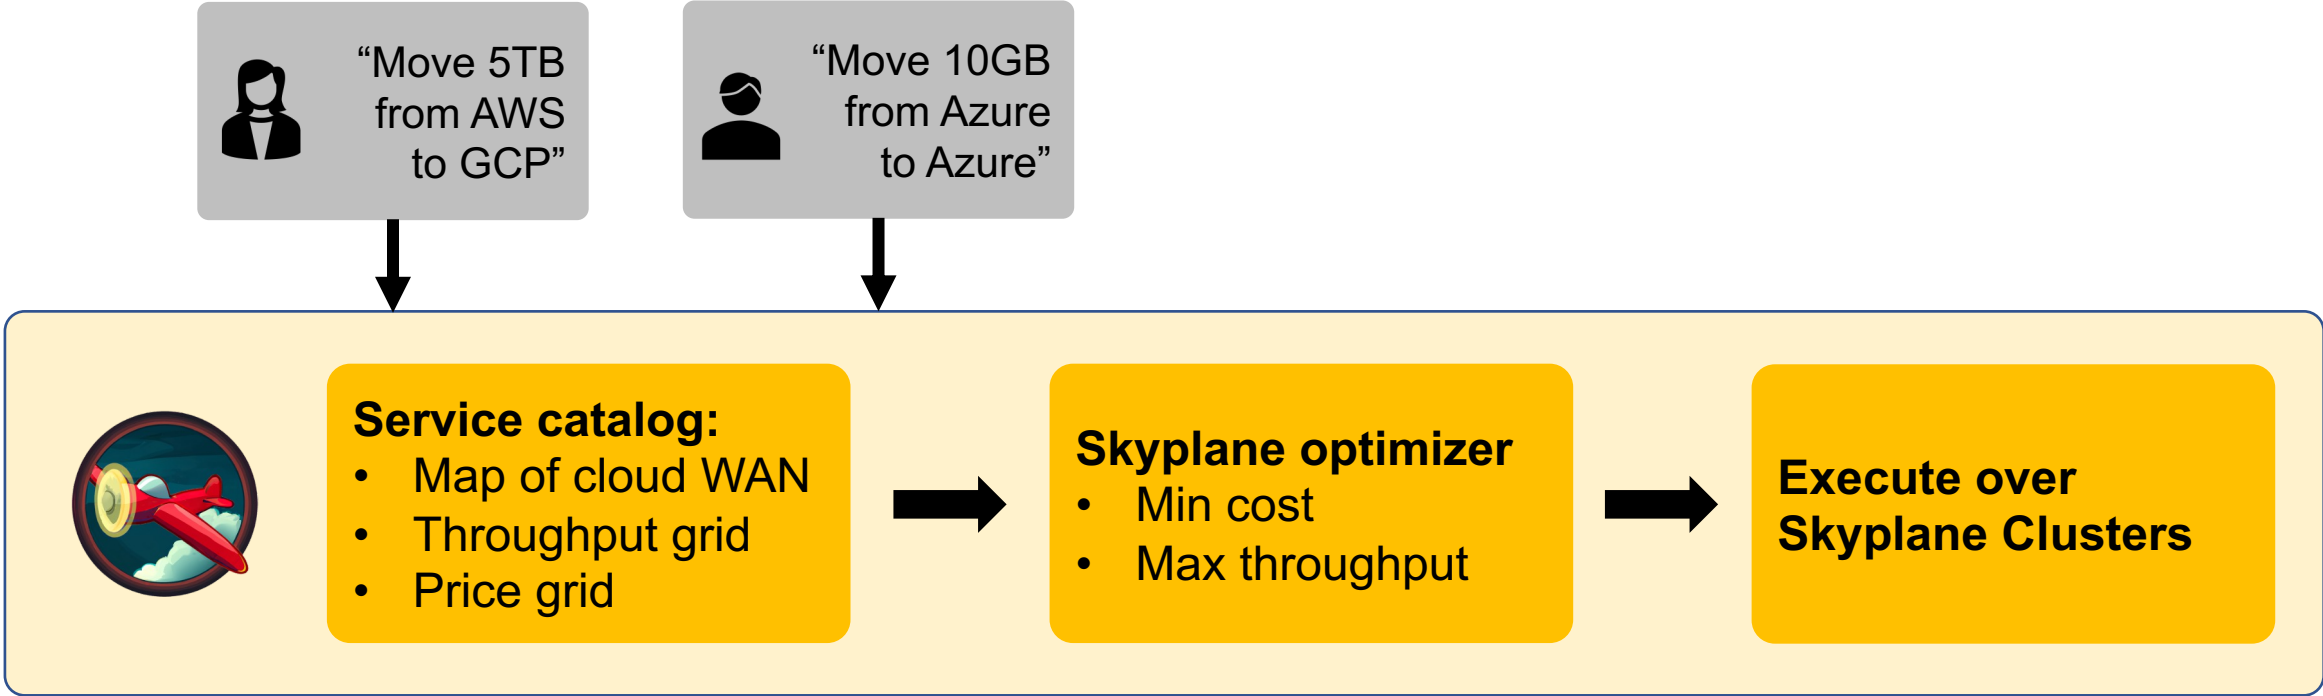 “Move 5TB
from AWS
to GCP”
“Move 10GB
from Azure
to Azure”
Service catalog:
• Map of cloud WAN
• Throughput grid
• Price grid
Skyplane optimizer
• Min cost
• Max throughput
Execute over
Skyplane Clusters